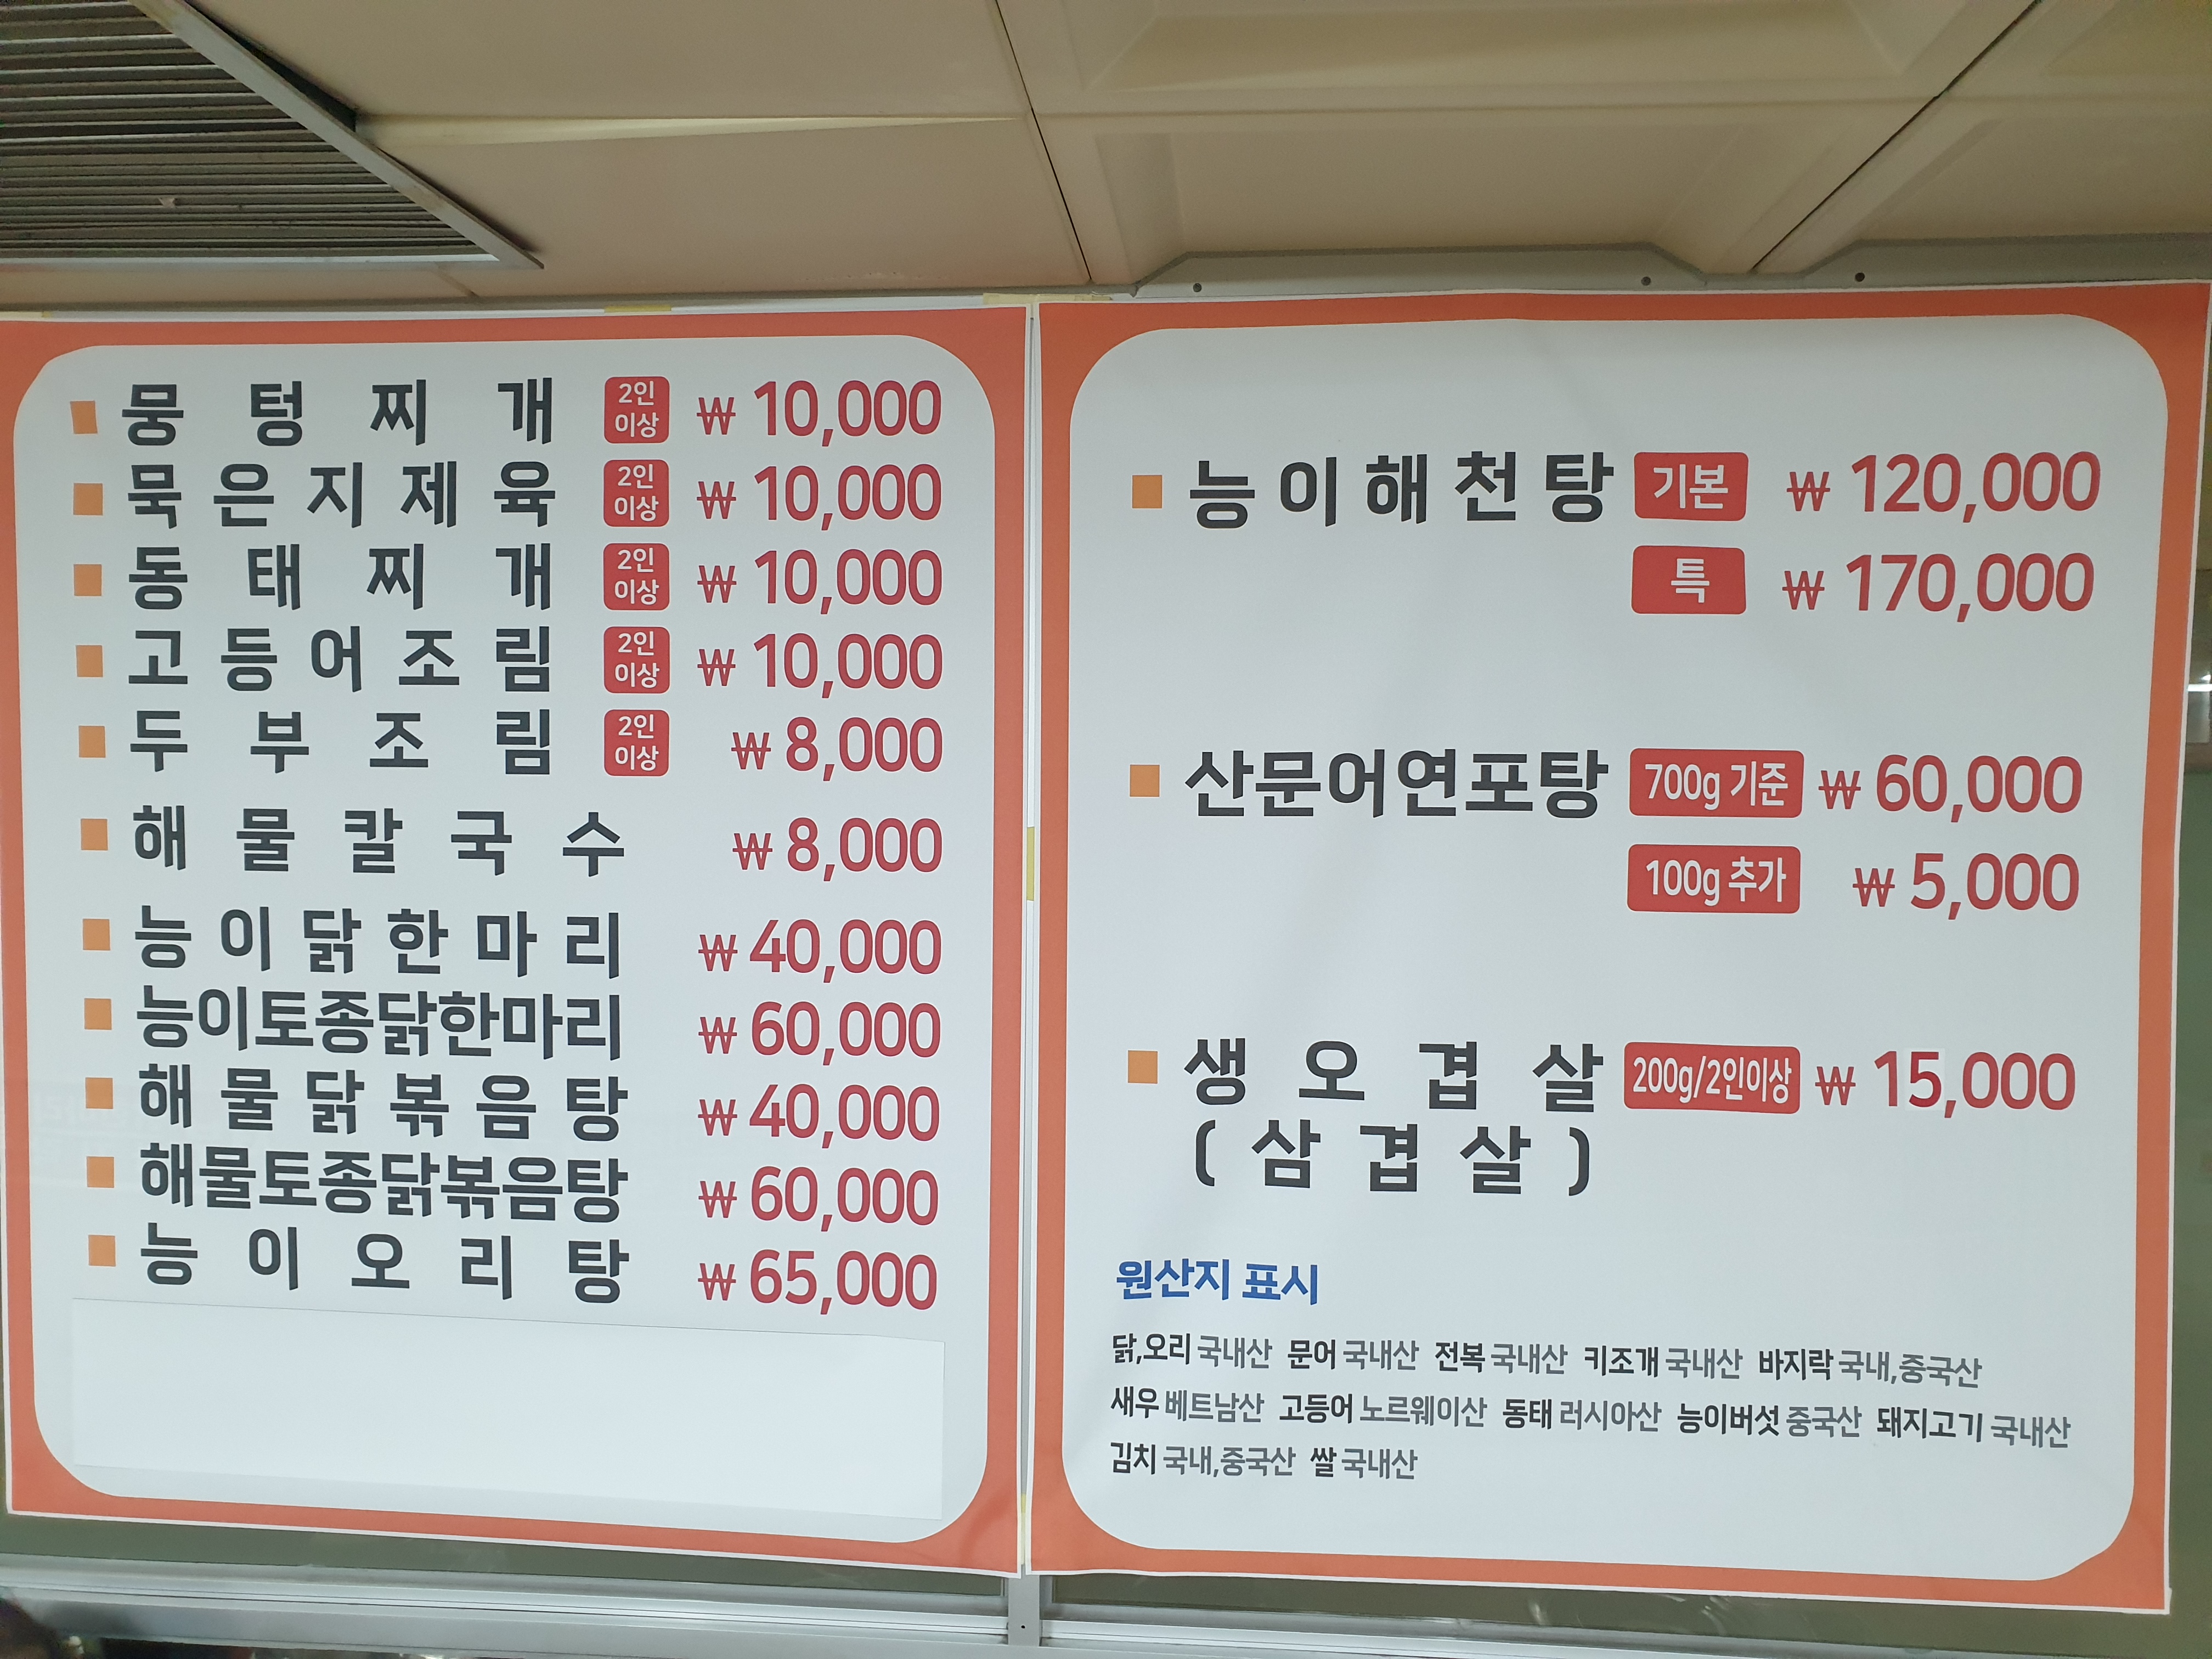 뭉텅찌개 2인 이상 ₩ 10,000
묵은지제육 2인 이상 ₩ 10,000
동태찌개 2인 이상 ₩ 10,000
고등어조림 2인 이상 ₩ 10,000
두부조림 2인 이상 ₩ 8,000
해물칼국수 ₩ 8,000
능이닭한마리 ₩ 40,000
능이토종닭한마리 ₩ 60,000
해물닭볶음탕 ₩ 40,000
해물토종닭볶음탕 ₩ 60,000
능이오리탕 ₩ 65,000
능이해천탕 기본 ₩ 120,000
특 ₩ 170,000
산문어연포탕 700g 기준 ₩ 60,000
100g 추가 ₩ 5,000
생오겹살 200g/2인이상 ₩ 15,000
(삼겹살)
원산지 표시
닭,오리 국내산 문어 국내산 전복 국내산 키조개 국내산 바지락 국내,중국산
새우 베트남산 고등어 노르웨이산 동태 러시아산 능이버섯 중국산 돼지고기 국내산
김치 국내,중국산 쌀 국내산